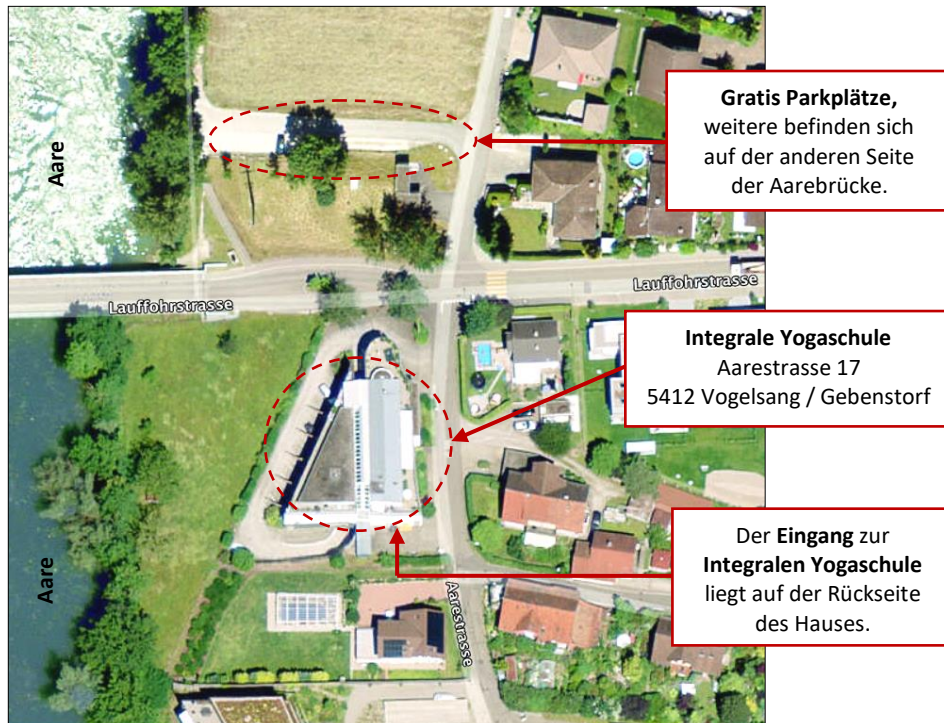 Aare
Gratis Parkplätze,
weitere befinden sich
auf der anderen Seite
der Aarebrücke.
Lauffohrstrasse
Lauffohrstrasse
Integrale Yogaschule
Aarestrasse 17
5412 Vogelsang / Gebenstorf
Der Eingang zur
Integralen Yogaschule
liegt auf der Rückseite
des Hauses.
Aare
Aarestrasse